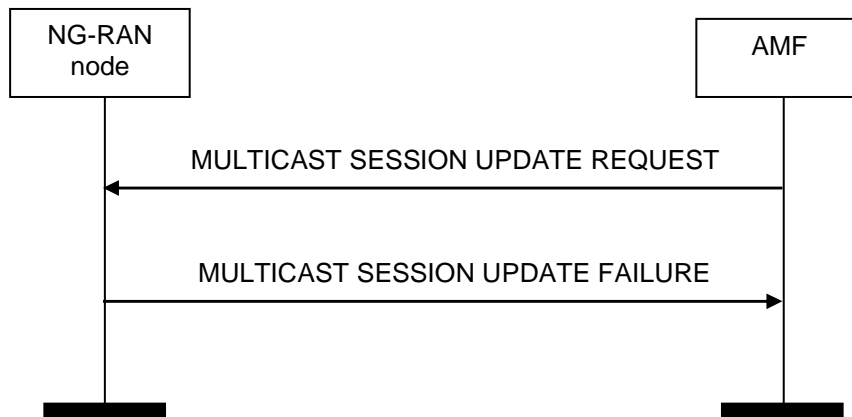 NG-RAN
node
AMF
MULTICAST SESSION UPDATE REQUEST
MULTICAST SESSION UPDATE FAILURE